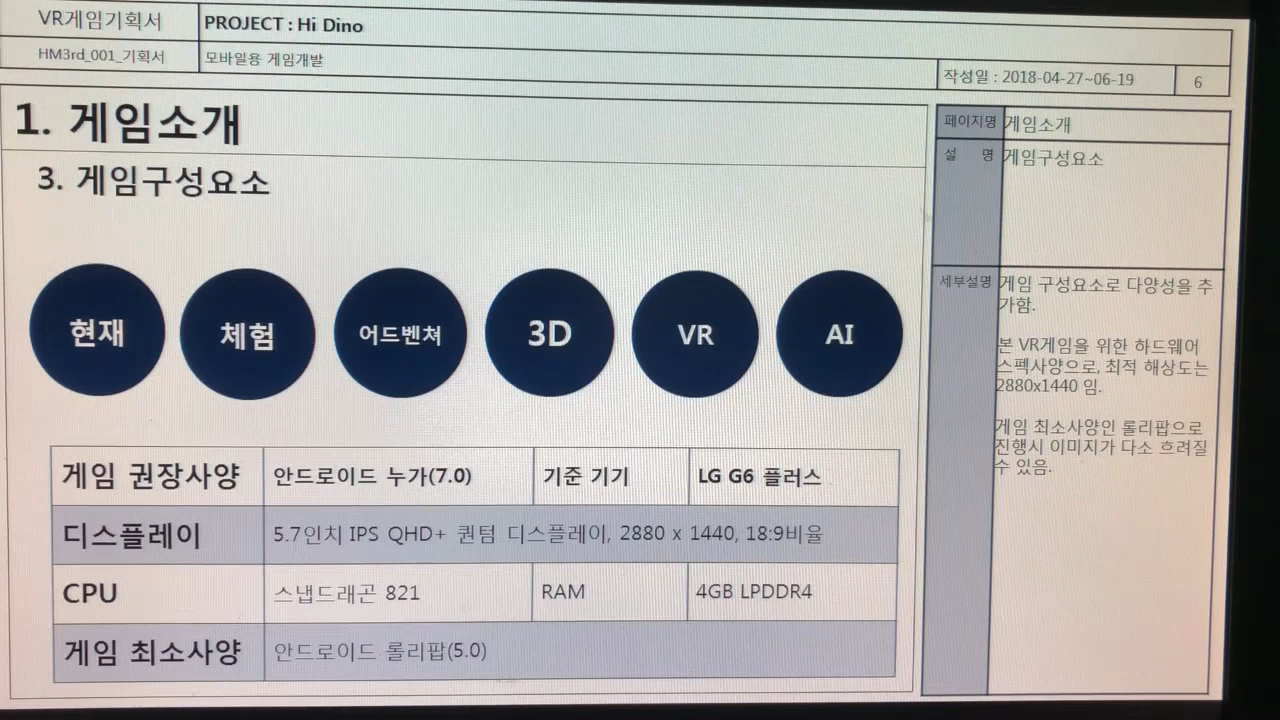 VR게임기획서
PROJECT : Hi Dino
HM3rd_001_기획서
모바일용 게임개발
작성일 : 2018-04-27~06-19
6
1. 게임소개
3. 게임구성요소
현재
체험
어드벤쳐
3D
VR
AI
게임 권장사양
안드로이드 누가(7.0)
기준 기기
LG G6 플러스
디스플레이
5.7인치 IPS QHD+ 퀀텀 디스플레이, 2880 x 1440, 18:9비율
CPU
스냅드래곤 821
RAM
4GB LPDDR4
게임 최소사양
안드로이드 롤리팝(5.0)
페이지명
게임소개
설 명
게임구성요소
세부설명
게임 구성요소로 다양성을 추
가함.
본 VR게임을 위한 하드웨어
스펙사양으로, 최적 해상도는
2880x1440 임.
게임 최소사양인 롤리팝으로
진행시 이미지가 다소 흐려질
수 있음.